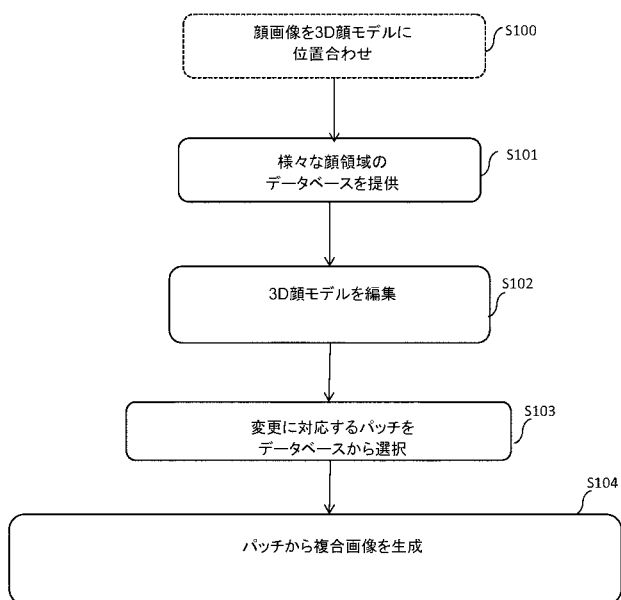 顔画像を3D顔モデルに
位置合わせ
S100
様々な顔領域の
データベースを提供
S101
3D顔モデルを編集
S102
変更に対応するパッチを
データベースから選択
S103
S104
パッチから複合画像を生成